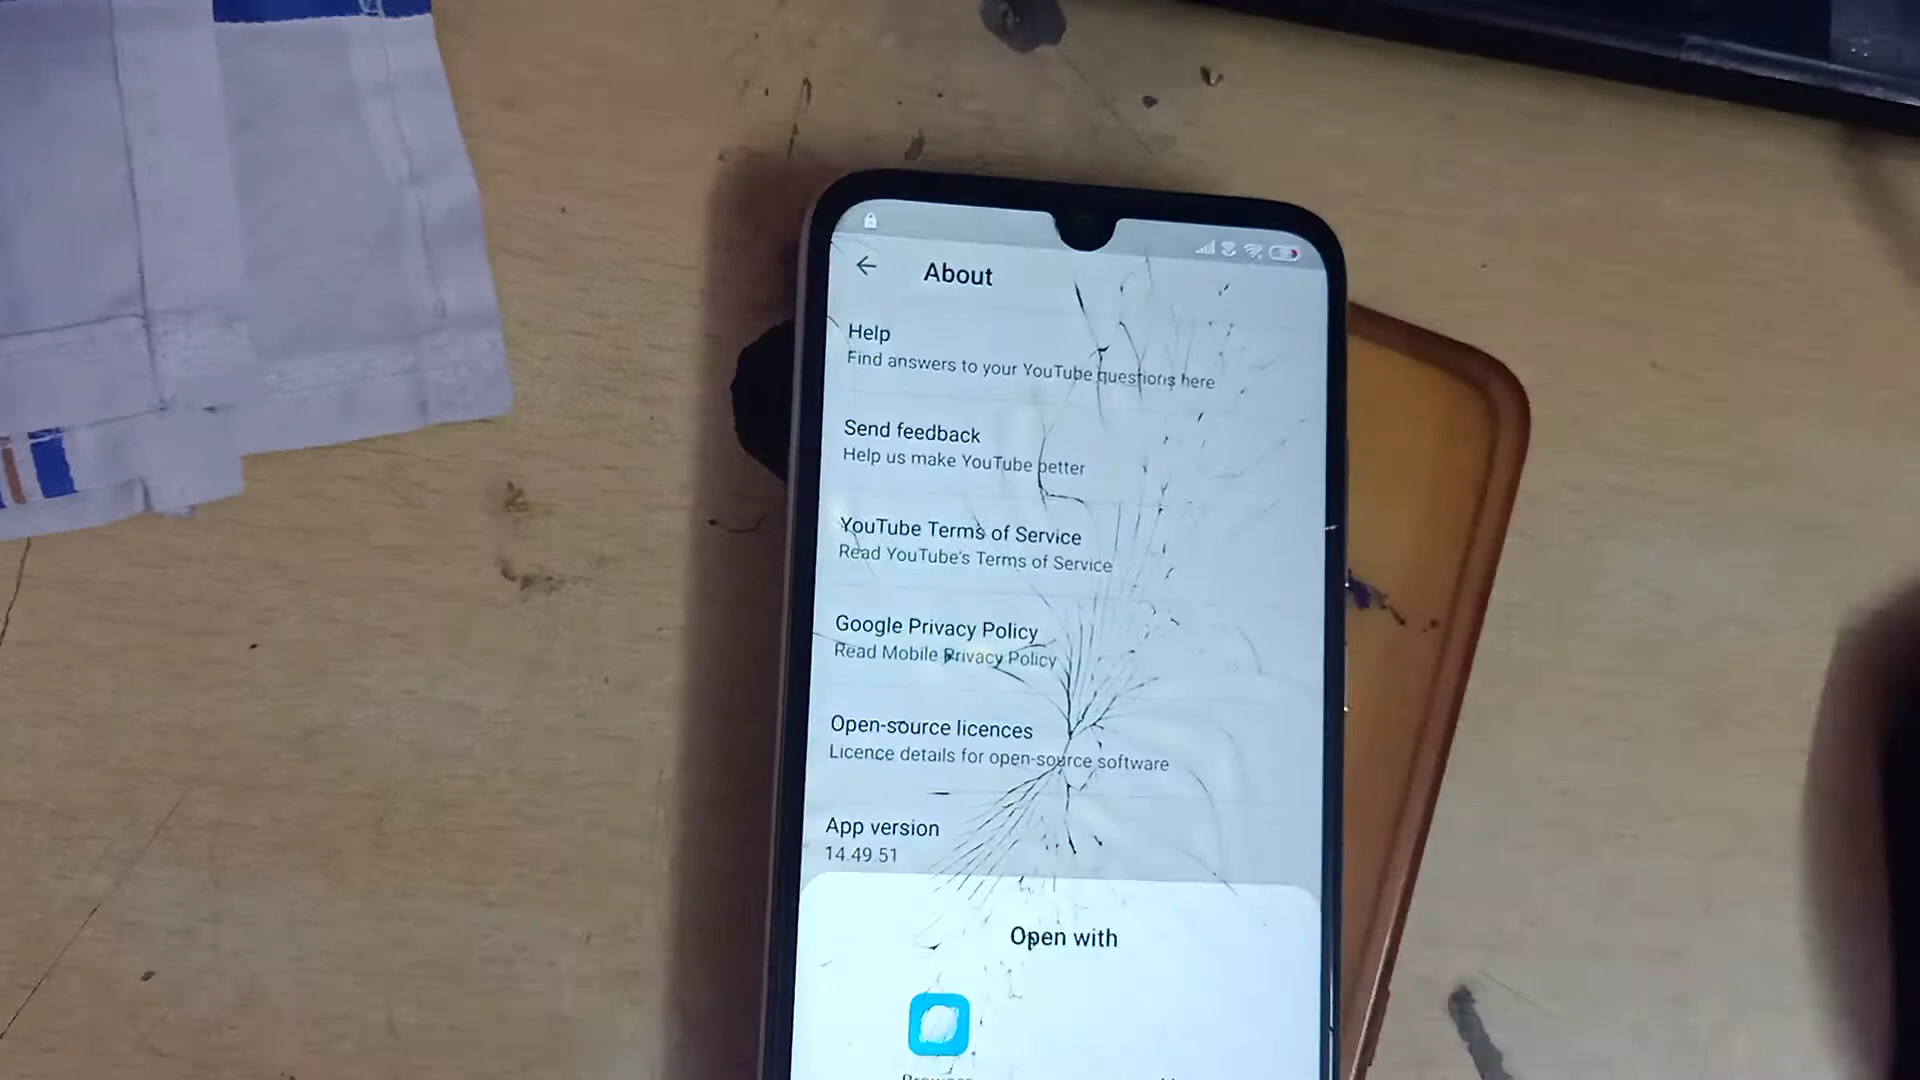 About
Help
Find answers to your YouTube questions here
Send feedback
Help us make YouTube better
YouTube Terms of Service
Read YouTube's Terms of Service
Google Privacy Policy
Read Mobile Privacy Policy
Open-source licences
Licence details for open-source software
App version
14.49.51
Open with